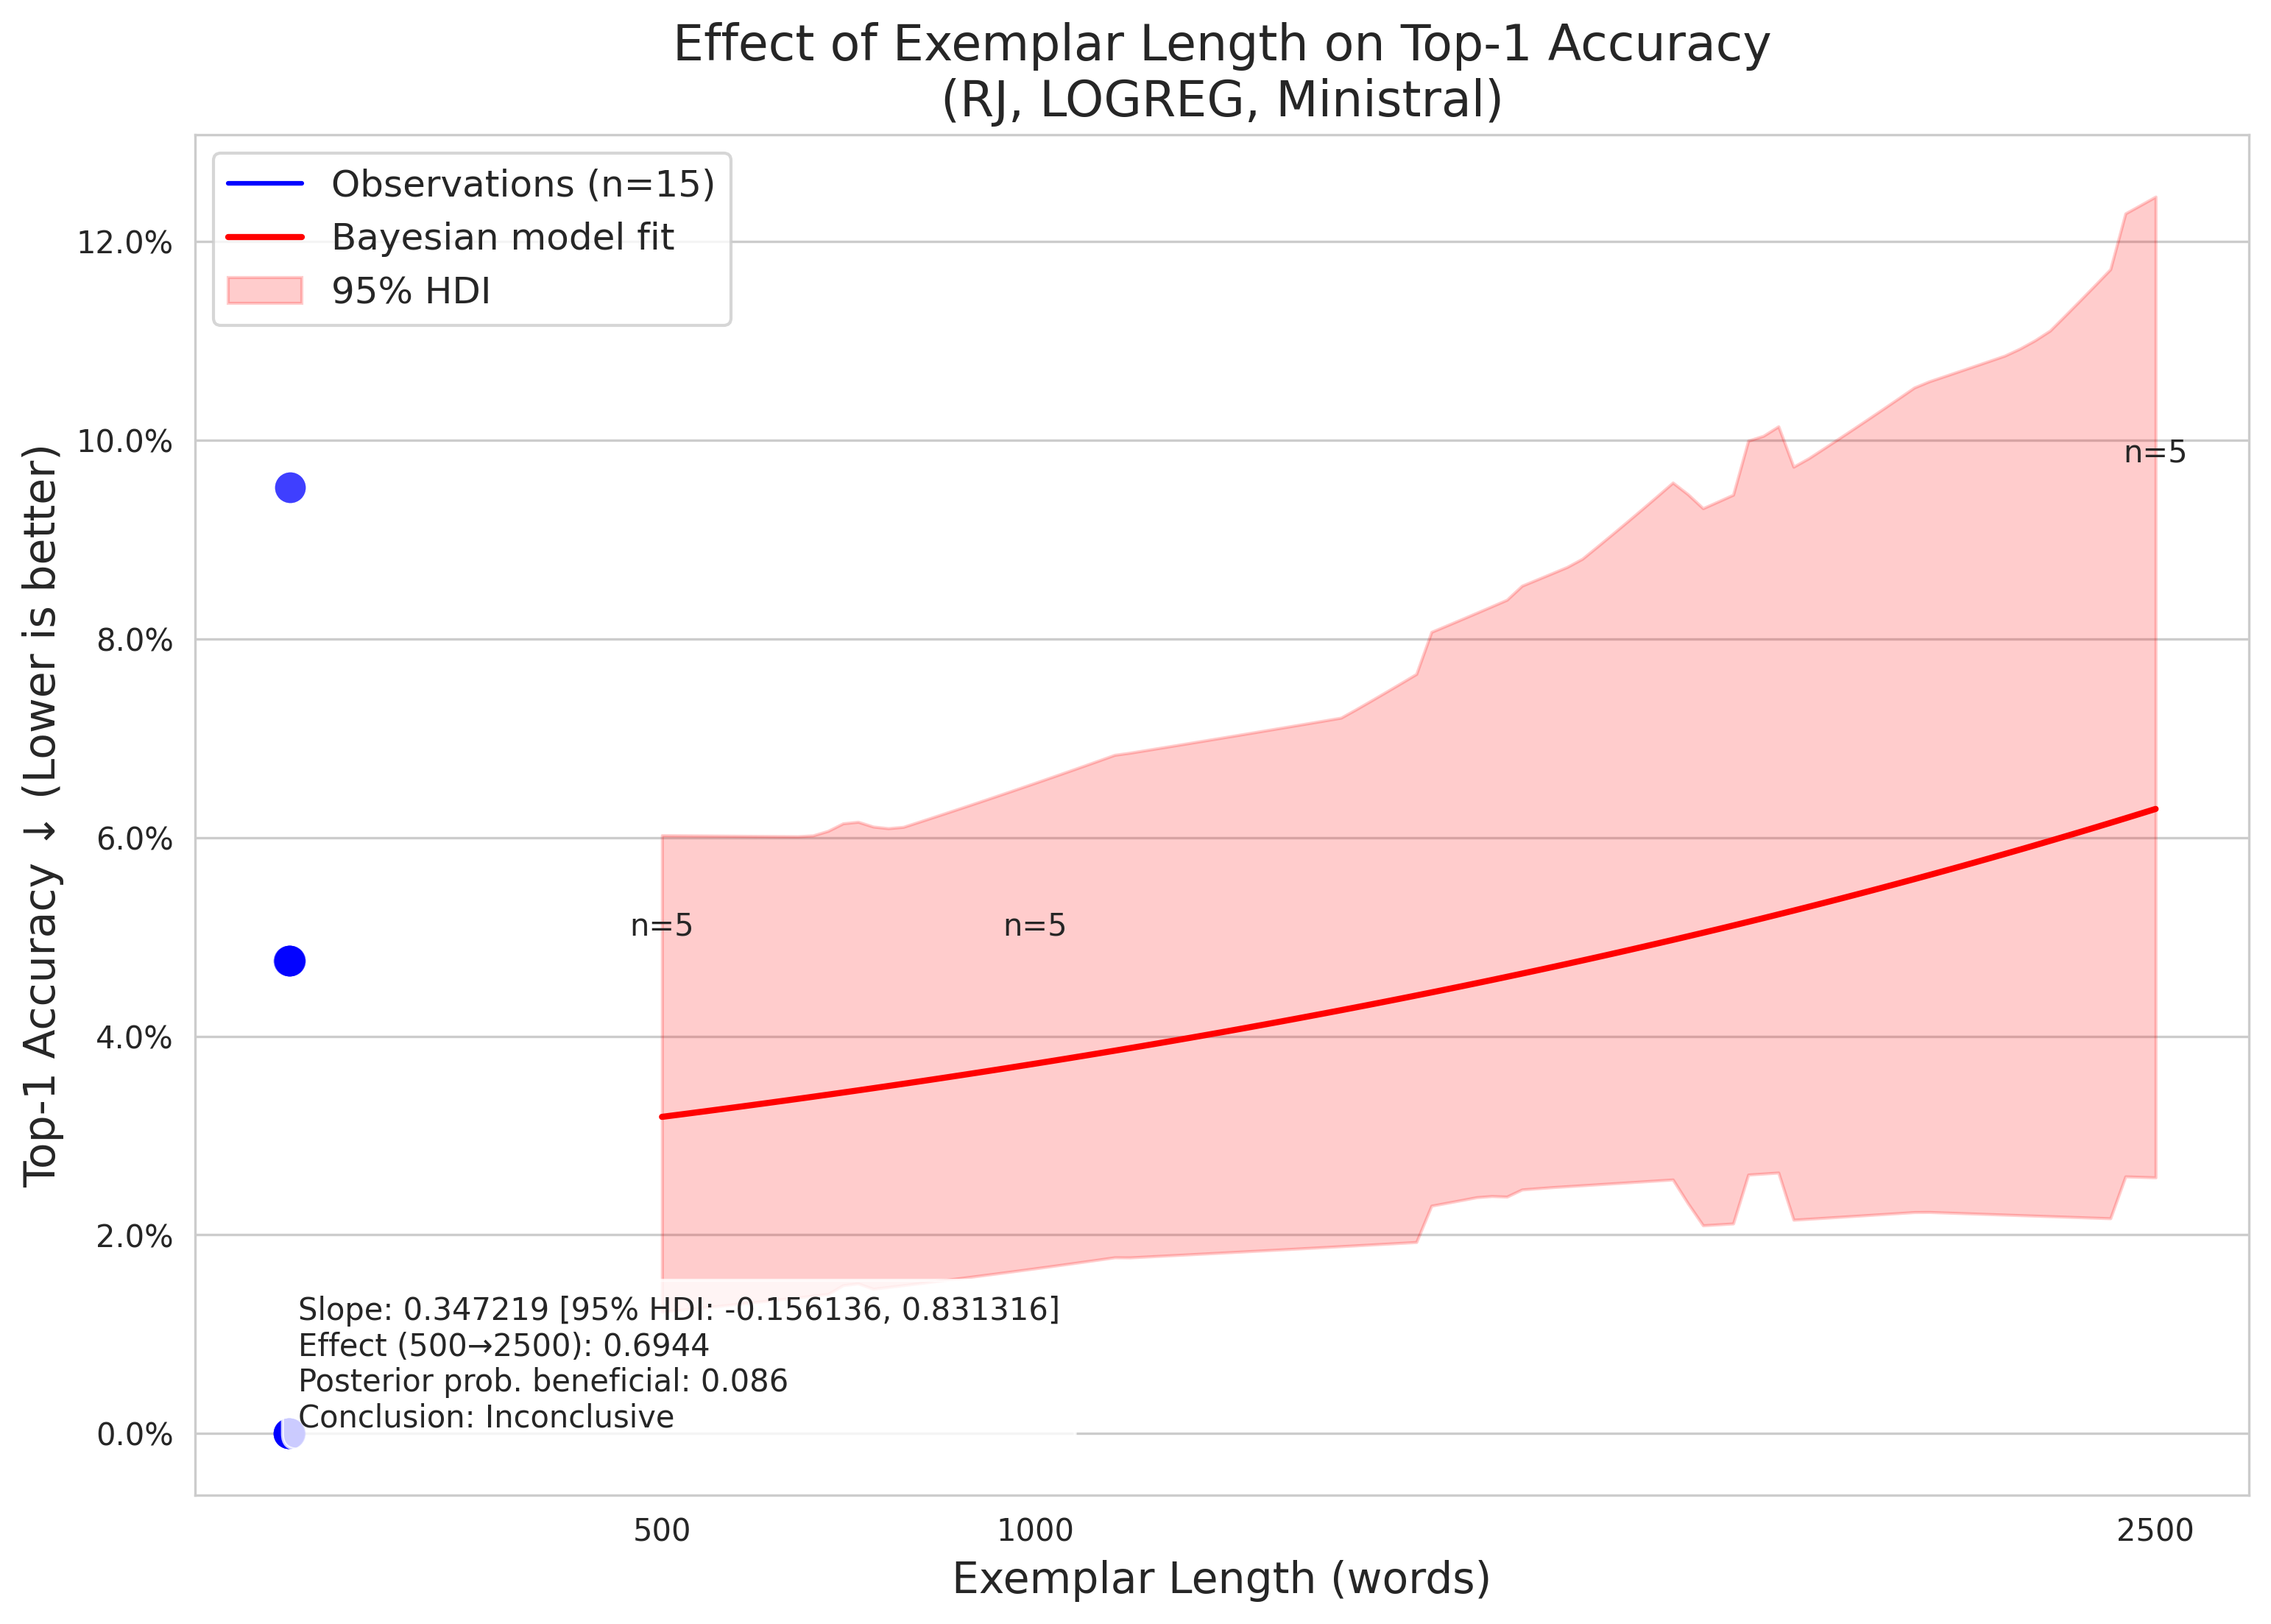 Effect of Exemplar Length on Top-1 Accuracy
(RJ, LOGREG, Ministral)
Observations (n=15)
Bayesian model fit
95% HDI
12.0%
10.0%
8.0%
6.0%
4.0%
2.0%
0.0%
Top-1 Accuracy ↓ (Lower is better)
n=5
n=5
n=5
Slope: 0.347219 [95% HDI: -0.156136, 0.831316]
Effect (500→2500): 0.6944
Posterior prob. beneficial: 0.086
Conclusion: Inconclusive
500
1000
2500
Exemplar Length (words)